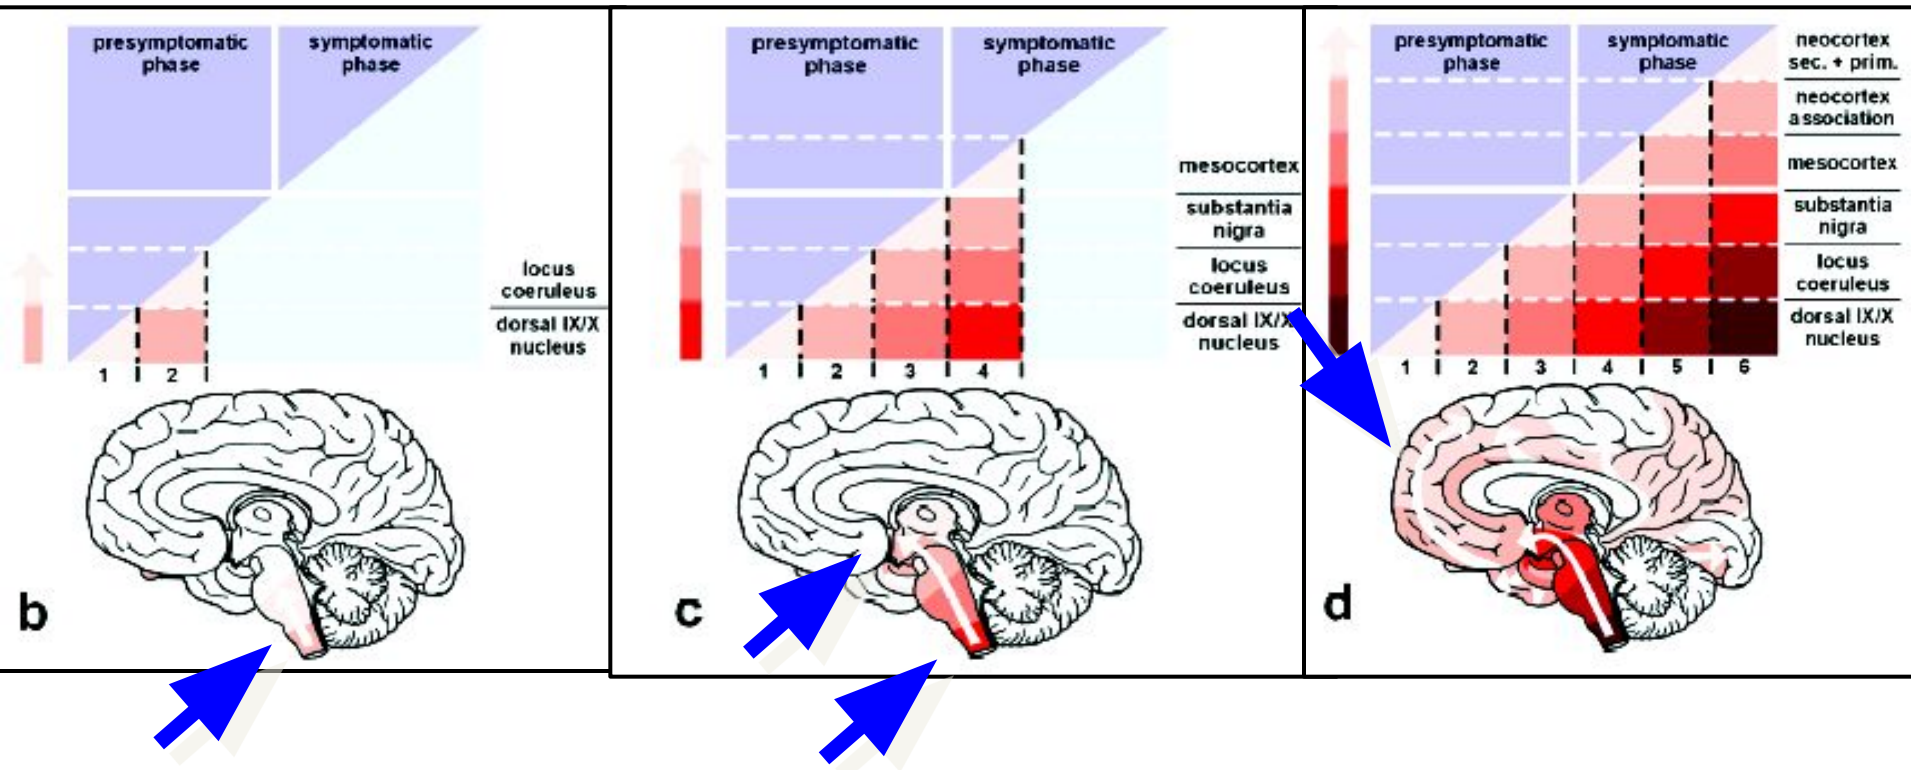 presymptomatic
phase
symptomatic
phase
locus
coeruleus
dorsal IX/X
nucleus
1
2
b
presymptomatic
phase
symptomatic
phase
mesocortex
substantia
nigra
locus
coeruleus
dorsal IX/X
nucleus
1
2
3
4
c
presymptomatic
phase
symptomatic
phase
neocortex
sec. + prim.
neocortex
association
mesocortex
substantia
nigra
locus
coeruleus
dorsal IX/X
nucleus
1
2
3
4
5
6
d